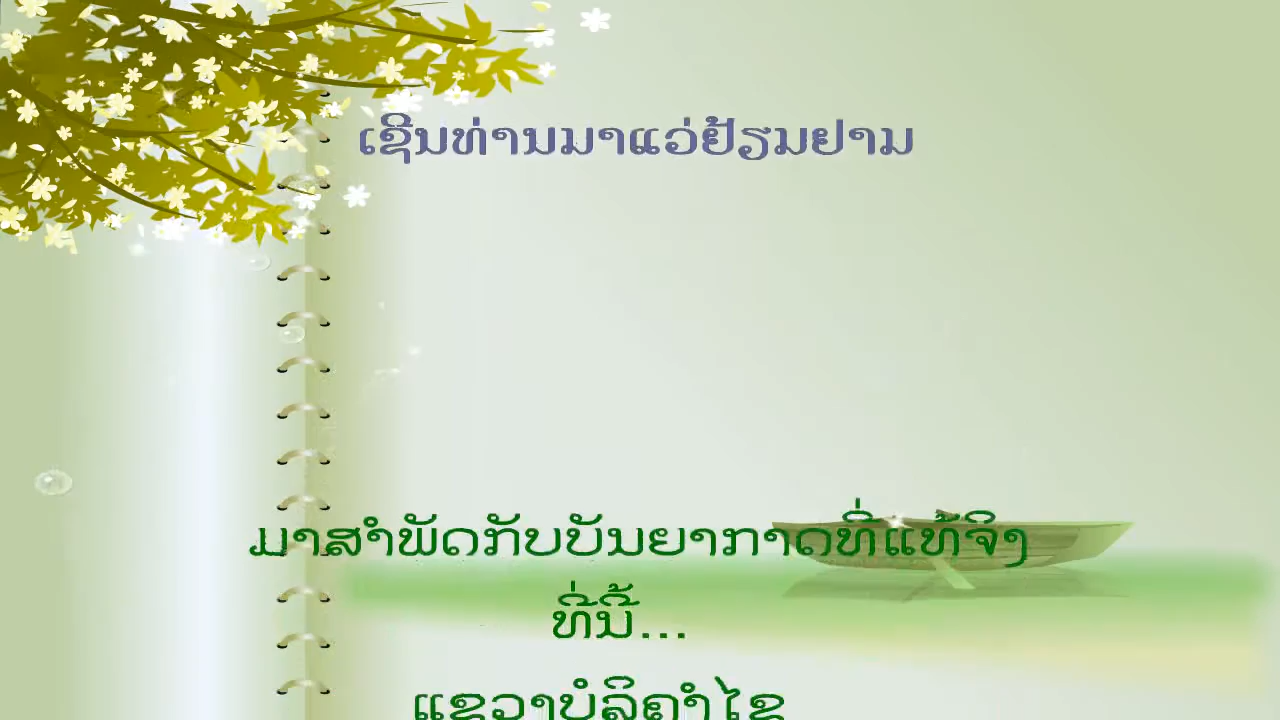 ເຊີນທ່ານມາແວ່ຢ້ຽມຢາມ
ມາສຳພັດກັບບັນຍາກາດທີ່ແທ້ຈິງ
ທີ່ນີ້...
ແຂວາບໍລິຄຳໄຊ